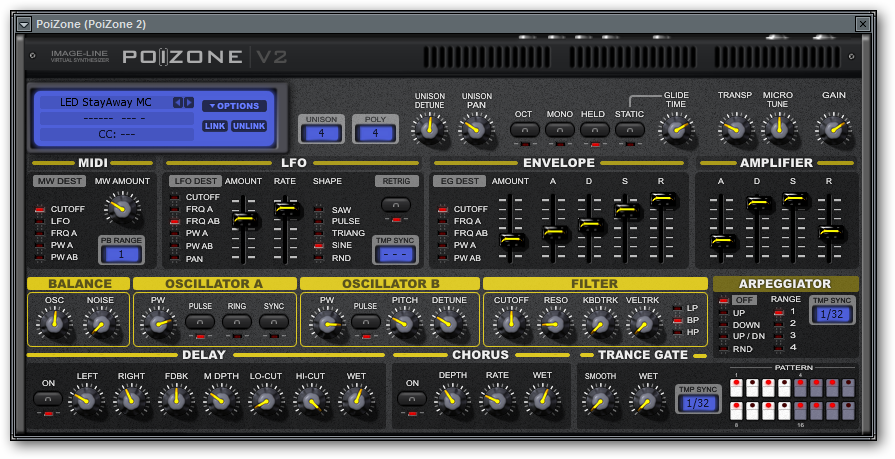 PoiZone (PoiZone 2)
IMAGE-LINE
VIRTUAL SYNTHESIZER
POIZONE V2
LED StayAway MC
OPTIONS
------ --- -
CC: ---
LINK UNLINK
UNISON
4
POLY
4
UNISON
DETUNE
UNISON
PAN
OCT
MONO
HELD
STATIC
GLIDE
TIME
TRANSP
MICRO
TUNE
GAIN
MIDI
MW DEST
MW AMOUNT
CUTOFF
LFO
FRQ A
PW A
PW AB
PB RANGE
1
LFO
LFO DEST
AMOUNT
RATE
SHAPE
RETRIG
CUTOFF
FRQ A
FRQ AB
PW A
PW AB
PAN
SAW
PULSE
TRIANG
SINE
RND
TMP SYNC
- - -
ENVELOPE
EG DEST
AMOUNT
A
D
S
R
CUTOFF
FRQ A
FRQ AB
PW A
PW AB
AMPLIFIER
A
D
S
R
BALANCE
OSC
NOISE
OSCILLATOR A
PW
PULSE
RING
SYNC
OSCILLATOR B
PW
PULSE
PITCH
DETUNE
FILTER
CUTOFF
RESO
KBDTRK
VELTRK
LP
BP
HP
ARPEGGIATOR
OFF
UP
DOWN
UP / DN
RND
RANGE
1
2
3
4
TMP SYNC
1/32
DELAY
ON
LEFT
RIGHT
FDBK
M DPTH
LO-CUT
HI-CUT
WET
CHORUS
ON
DEPTH
RATE
WET
TRANCE GATE
SMOOTH
WET
TMP SYNC
1/32
PATTERN
1
4
8
16